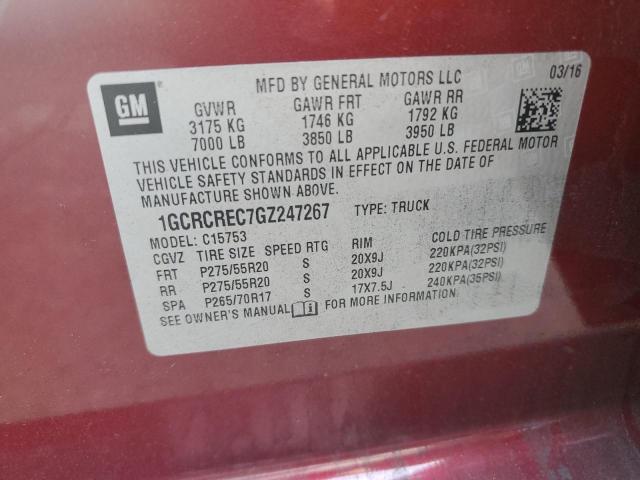 MFD BY GENERAL MOTORS LLC 03/16
GM
GVWR GAWR FRT GAWR RR
3175 KG 1746 KG 1792 KG
7000 LB 3850 LB 3950 LB
THIS VEHICLE CONFORMS TO ALL APPLICABLE U.S. FEDERAL MOTOR
VEHICLE SAFETY STANDARDS IN EFFECT ON THE DATE OF
MANUFACTURE SHOWN ABOVE.
1GCRCREC7GZ247267 TYPE: TRUCK
MODEL: C15753
CGVZ TIRE SIZE SPEED RTG RIM COLD TIRE PRESSURE
FRT P275/55R20 S 20X9J 220KPA(32PSI)
RR P275/55R20 S 20X9J 220KPA(32PSI)
SPA P265/70R17 S 17X7.5J 240KPA(35PSI)
SEE OWNER'S MANUAL FOR MORE INFORMATION.